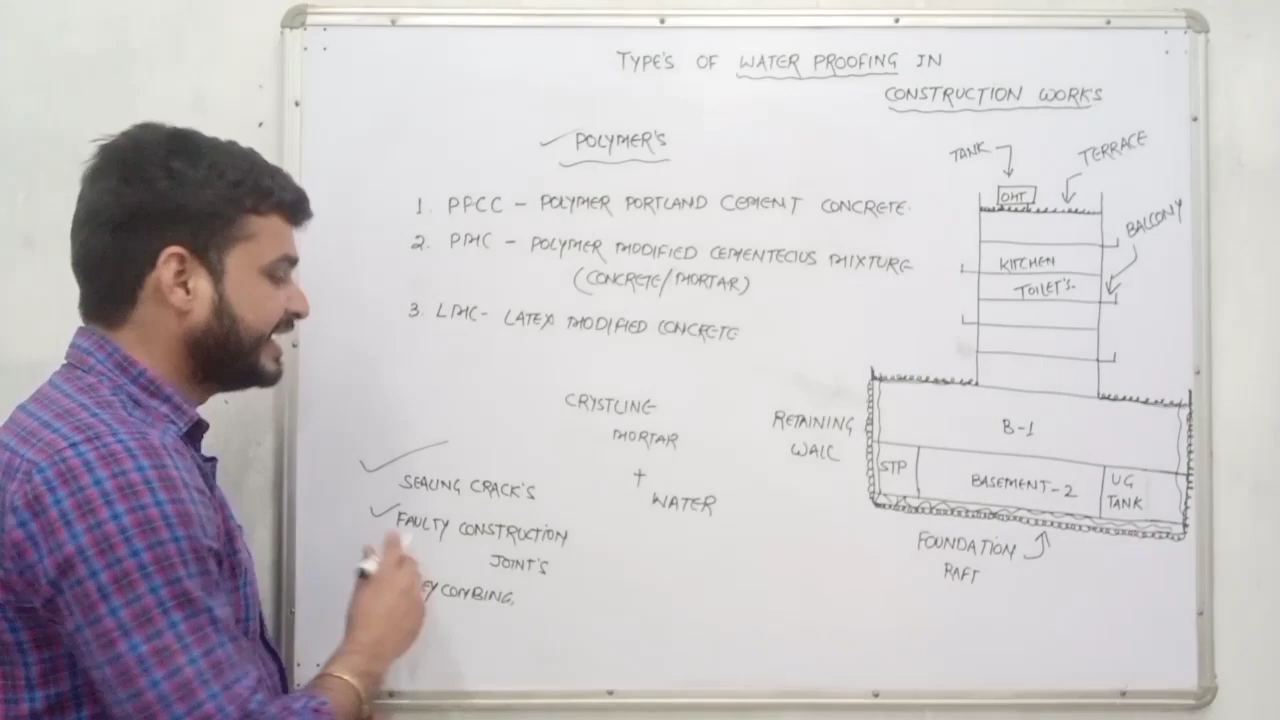 TYPE'S OF WATER PROOFING IN
CONSTRUCTION WORKS
POLYMER'S
1. PPCC - POLYMER PORTLAND CEMENT CONCRETE.
2. PMC - POLYMER MODIFIED CEMENTECIUS MIXTURE
(CONCRETE/MORTAR)
3. LMC- LATEX MODIFIED CONCRETE
CRYSTLINE
MORTAR
+
WATER
SEALING CRACK'S
FAULTY CONSTRUCTION
JOINT'S
EYCOMBING,
TANK
TERRACE
OHT
BALCONY
KITCHEN
TOILET'S.
RETAINING
WALL
B-1
STP
BASEMENT-2
UG
TANK
FOUNDATION
RAFT